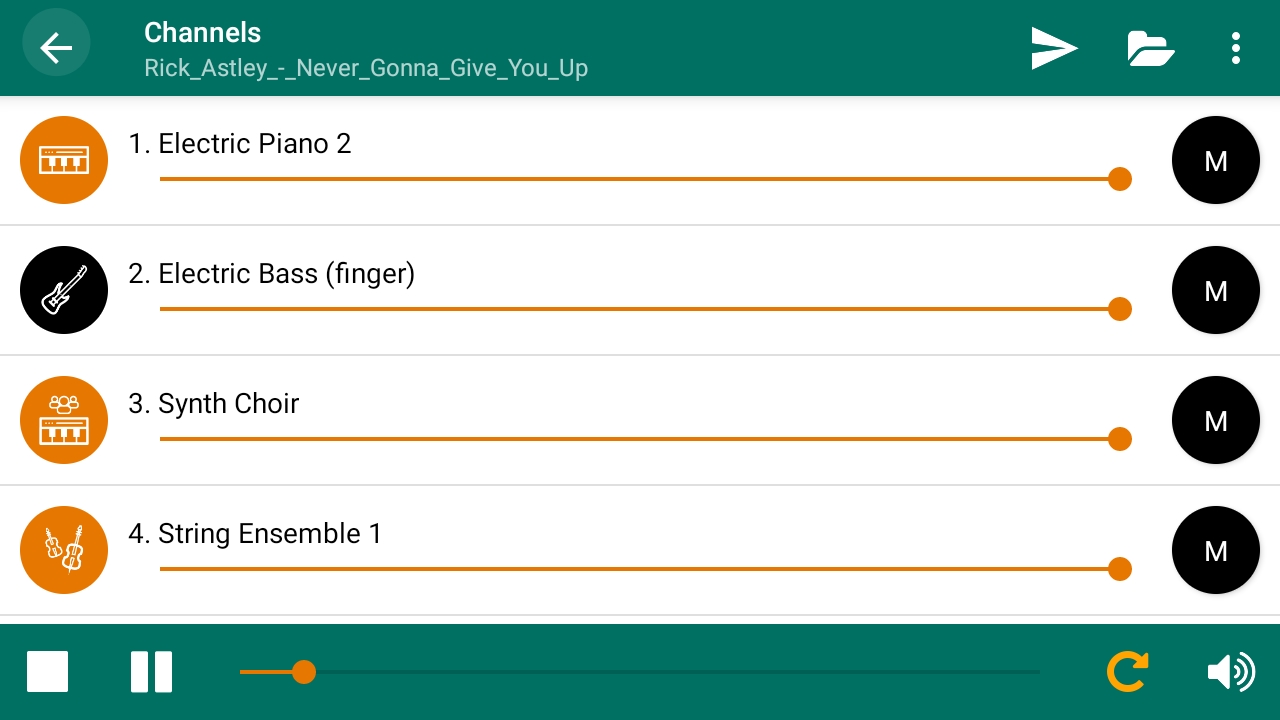 Channels
Rick_Astley_-_Never_Gonna_Give_You_Up
1. Electric Piano 2
M
2. Electric Bass (finger)
M
3. Synth Choir
M
4. String Ensemble 1
M